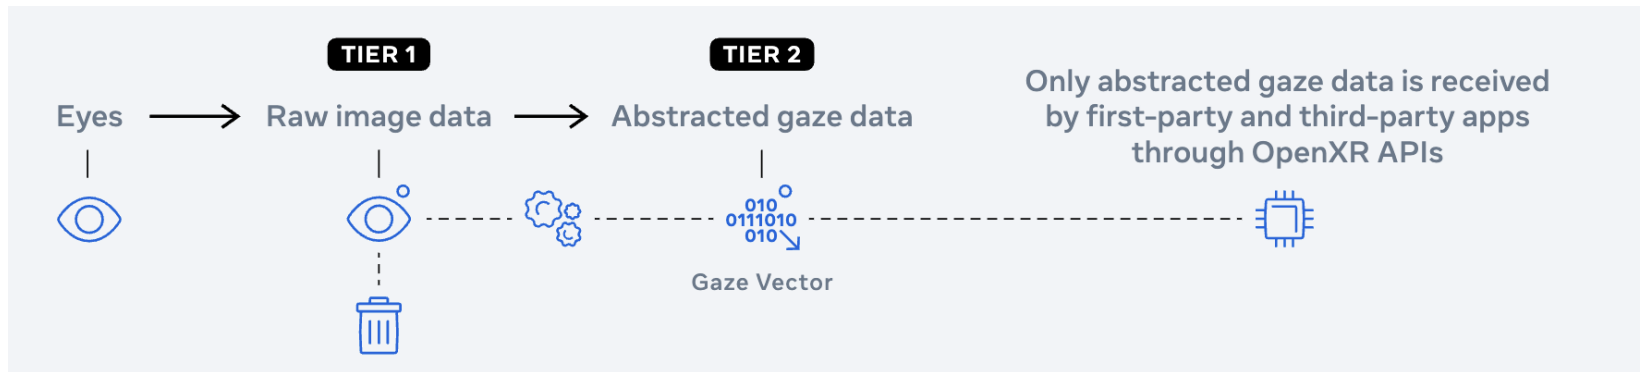 TIER 1
TIER 2
Eyes
Raw image data
Abstracted gaze data
Only abstracted gaze data is received
by first-party and third-party apps
through OpenXR APIs
010
0111010
010
Gaze Vector